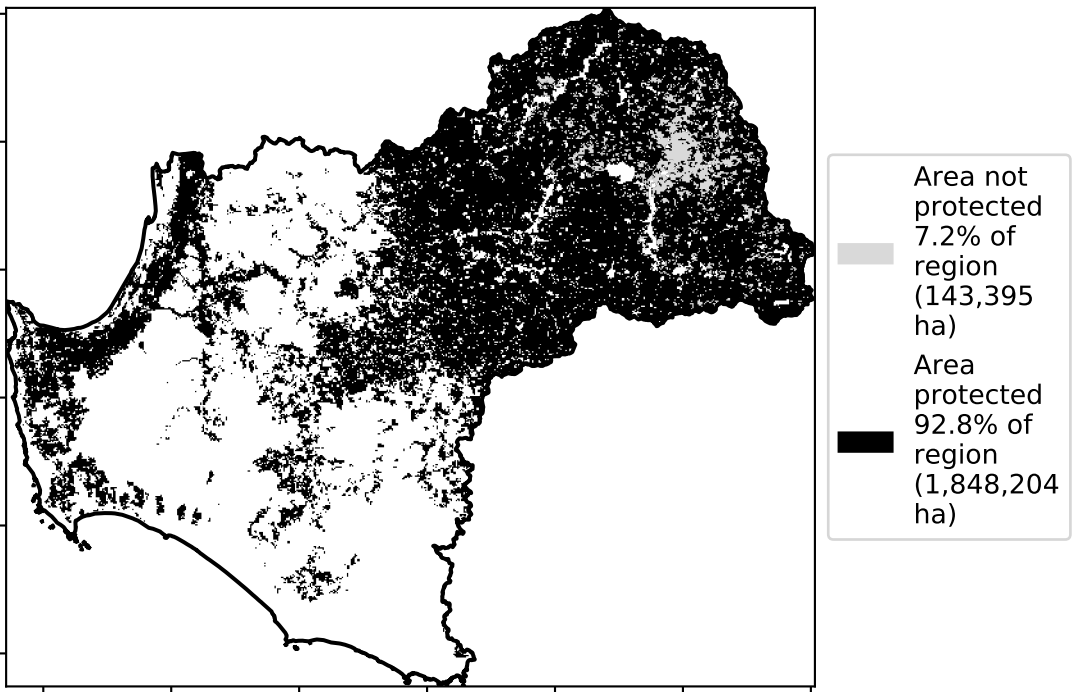 Area not
protected
7.2% of
region
(143,395
ha)
Area
protected
92.8% of
region
(1,848,204
ha)